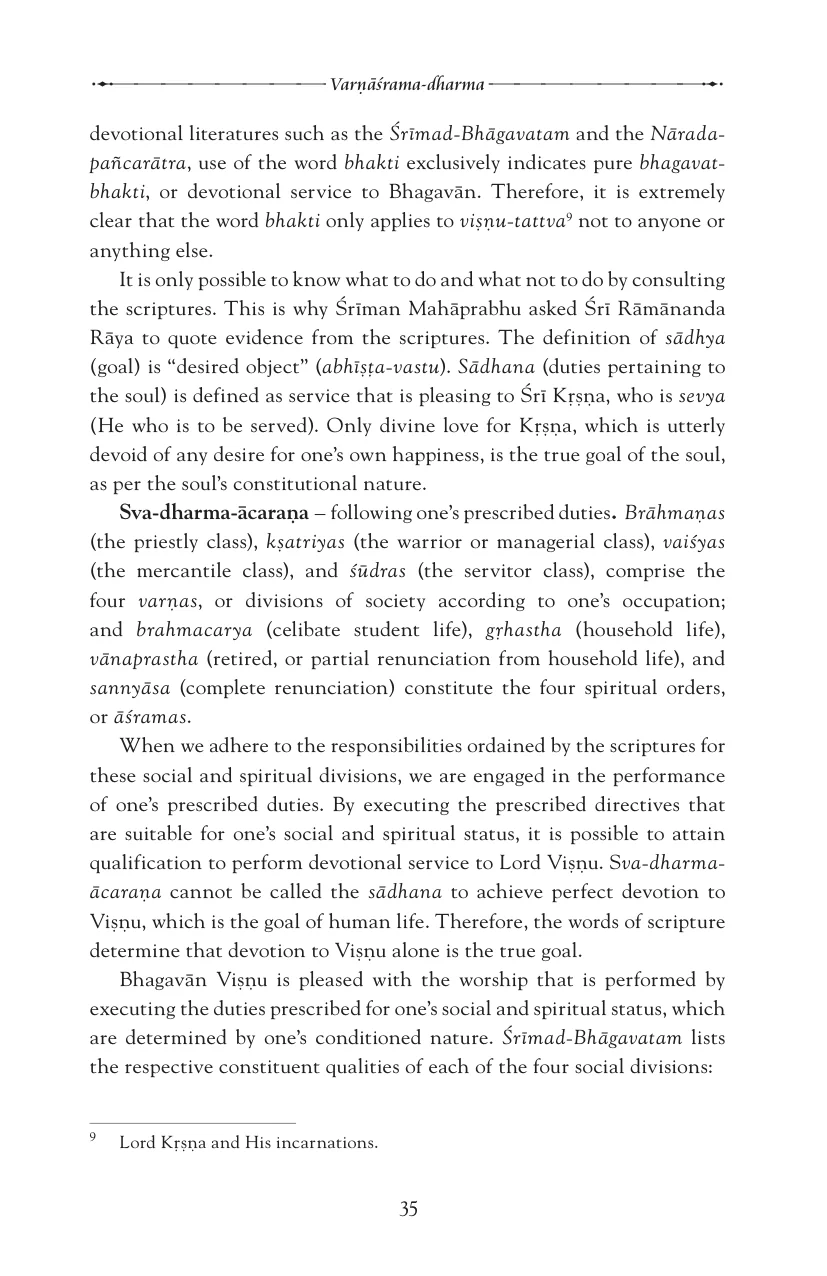 Varṇāśrama-dharma
devotional literatures such as the Śrīmad-Bhāgavatam and the Nārada-
pañcarātra, use of the word bhakti exclusively indicates pure bhagavat-
bhakti, or devotional service to Bhagavān. Therefore, it is extremely
clear that the word bhakti only applies to viṣṇu-tattva⁹ not to anyone or
anything else.
It is only possible to know what to do and what not to do by consulting
the scriptures. This is why Śrīman Mahāprabhu asked Śrī Rāmānanda
Rāya to quote evidence from the scriptures. The definition of sādhya
(goal) is “desired object” (abhīṣṭa-vastu). Sādhana (duties pertaining to
the soul) is defined as service that is pleasing to Śrī Kṛṣṇa, who is sevya
(He who is to be served). Only divine love for Kṛṣṇa, which is utterly
devoid of any desire for one’s own happiness, is the true goal of the soul,
as per the soul’s constitutional nature.
Sva-dharma-ācaraṇa – following one’s prescribed duties. Brāhmaṇas
(the priestly class), kṣatriyas (the warrior or managerial class), vaiśyas
(the mercantile class), and śūdras (the servitor class), comprise the
four varṇas, or divisions of society according to one’s occupation;
and brahmacarya (celibate student life), gṛhastha (household life),
vānaprastha (retired, or partial renunciation from household life), and
sannyāsa (complete renunciation) constitute the four spiritual orders,
or āśramas.
When we adhere to the responsibilities ordained by the scriptures for
these social and spiritual divisions, we are engaged in the performance
of one’s prescribed duties. By executing the prescribed directives that
are suitable for one’s social and spiritual status, it is possible to attain
qualification to perform devotional service to Lord Viṣṇu. Sva-dharma-
ācaraṇa cannot be called the sādhana to achieve perfect devotion to
Viṣṇu, which is the goal of human life. Therefore, the words of scripture
determine that devotion to Viṣṇu alone is the true goal.
Bhagavān Viṣṇu is pleased with the worship that is performed by
executing the duties prescribed for one’s social and spiritual status, which
are determined by one’s conditioned nature. Śrīmad-Bhāgavatam lists
the respective constituent qualities of each of the four social divisions:
9 Lord Kṛṣṇa and His incarnations.
35